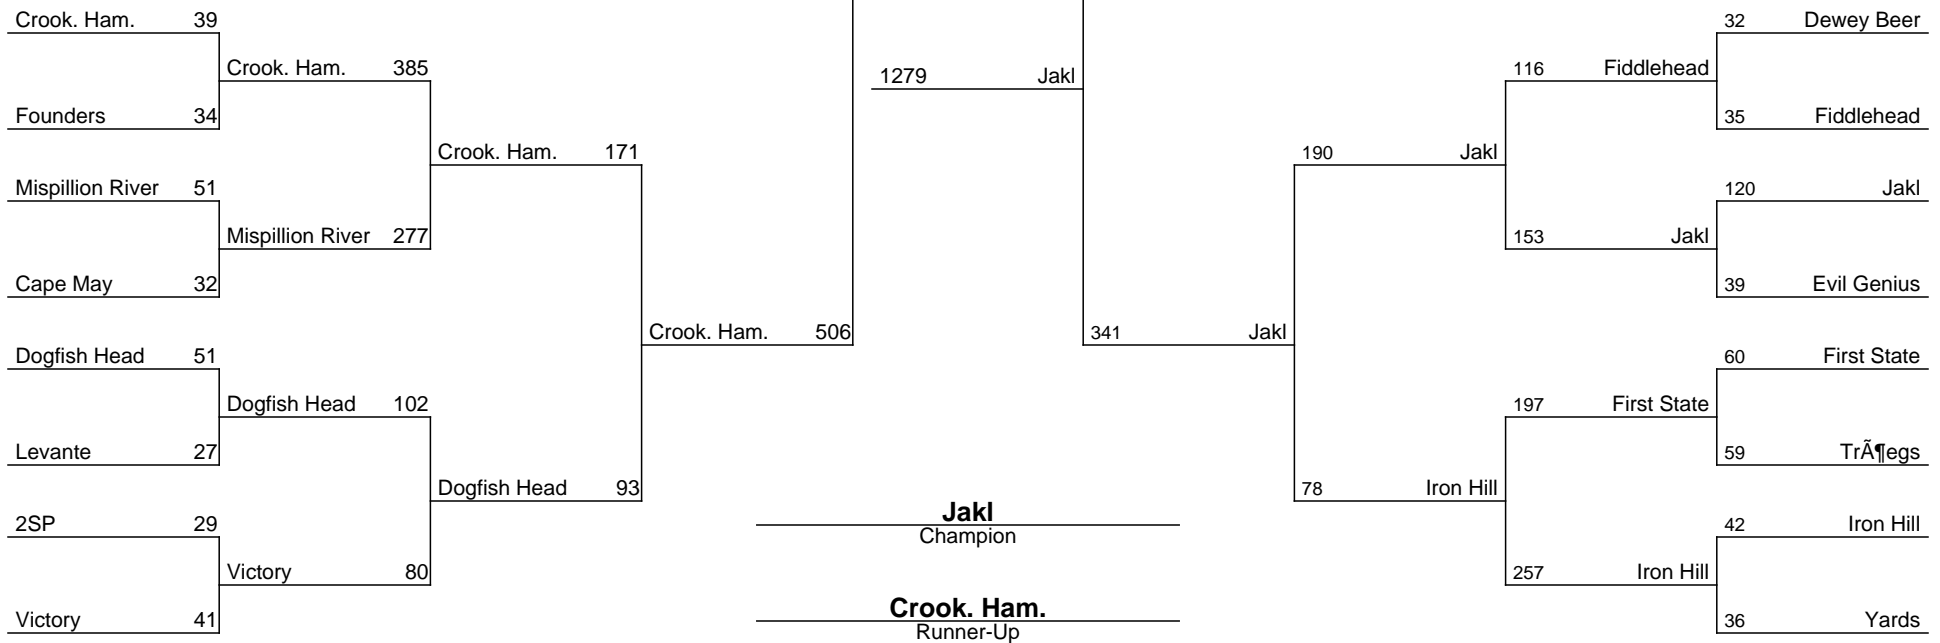 Crook. Ham. 39
Founders 34
Mispillion River 51
Cape May 32
Dogfish Head 51
Levante 27
2SP 29
Victory 41
Crook. Ham. 385
Mispillion River 277
Dogfish Head 102
Victory 80
Crook. Ham. 171
Dogfish Head 93
Crook. Ham. 506
1279 Jakl
341 Jakl
190 Jakl
78 Iron Hill
116 Fiddlehead
153 Jakl
197 First State
257 Iron Hill
32 Dewey Beer
35 Fiddlehead
120 Jakl
39 Evil Genius
60 First State
59 TrÃ¶egs
42 Iron Hill
36 Yards
Jakl
Champion
Crook. Ham.
Runner-Up